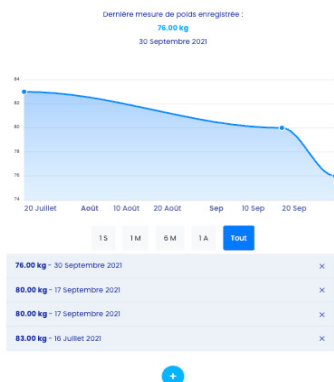 Dernière mesure de poids enregistrée :
76.00 kg
30 Septembre 2021
84
82
80
78
76
74
20 Juillet Août 10 Août 20 Août Sep 10 Sep 20 Sep
1 S 1 M 6 M 1 A Tout
76.00 kg - 30 Septembre 2021 ×
80.00 kg - 17 Septembre 2021 ×
80.00 kg - 17 Septembre 2021 ×
83.00 kg - 16 Juillet 2021 ×
+